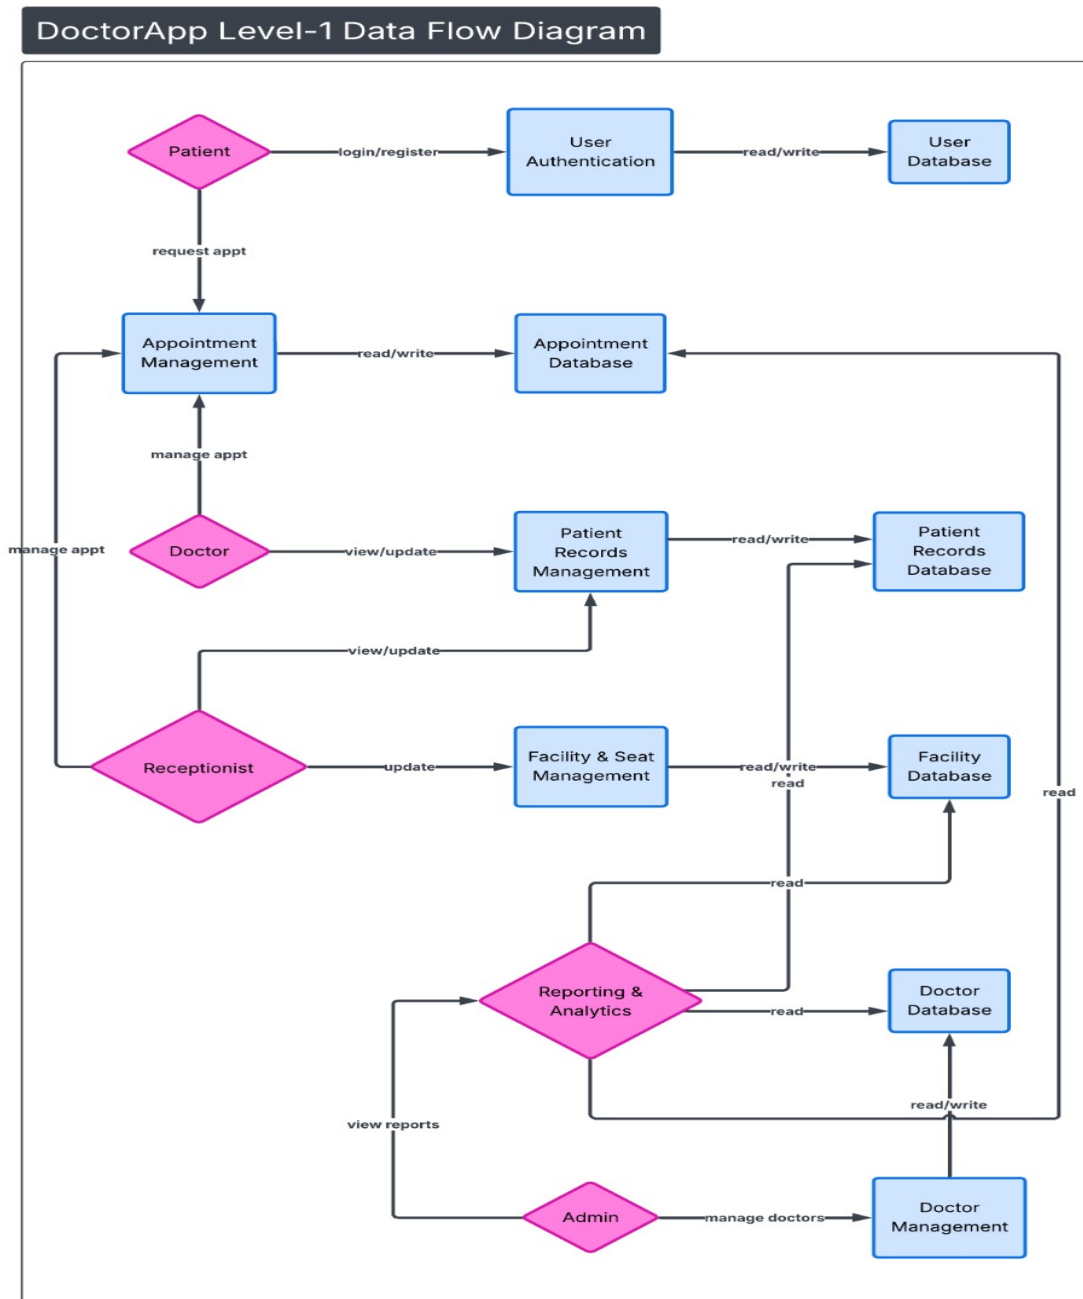 DoctorApp Level-1 Data Flow Diagram
Patient
login/register
User
Authentication
read/write
User
Database
request appt
Appointment
Management
read/write
Appointment
Database
manage appt
manage appt
Doctor
view/update
Patient
Records
Management
read/write
Patient
Records
Database
view/update
Receptionist
update
Facility & Seat
Management
read/write
read
Facility
Database
read
read
Reporting &
Analytics
read
Doctor
Database
read/write
view reports
Admin
manage doctors
Doctor
Management